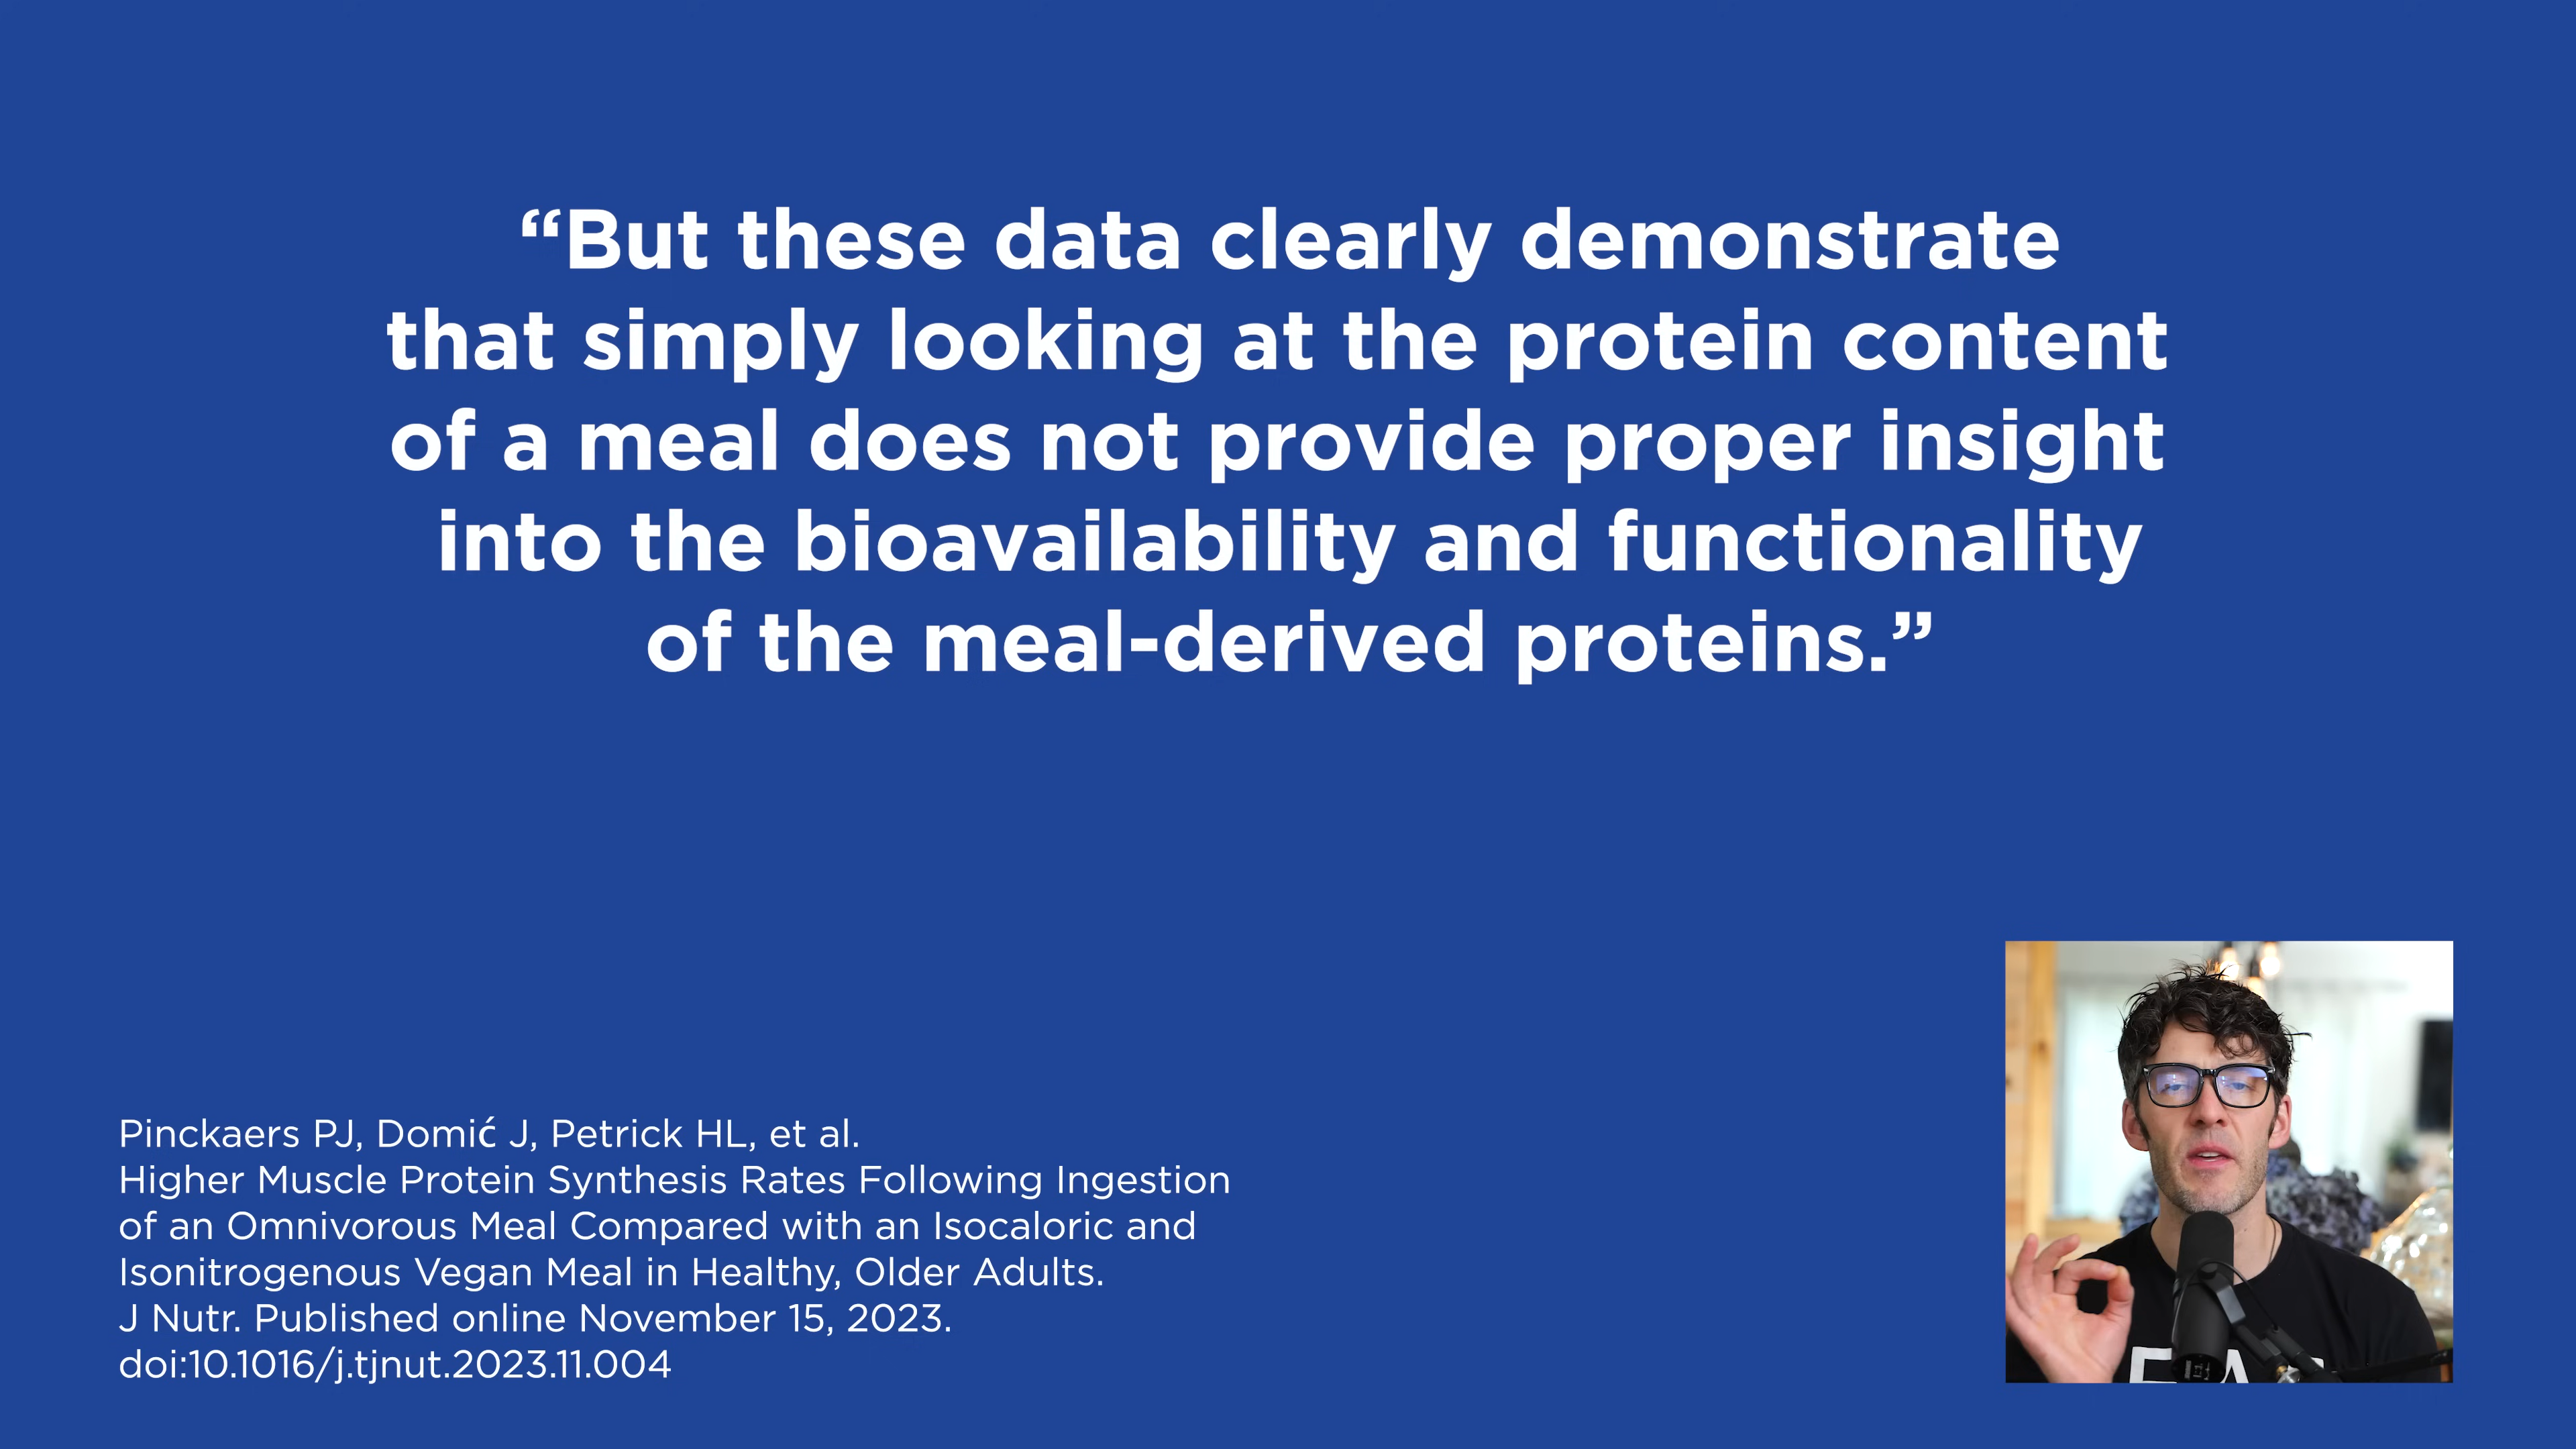 “But these data clearly demonstrate
that simply looking at the protein content
of a meal does not provide proper insight
into the bioavailability and functionality
of the meal-derived proteins.”
Pinckaers PJ, Domić J, Petrick HL, et al.
Higher Muscle Protein Synthesis Rates Following Ingestion
of an Omnivorous Meal Compared with an Isocaloric and
Isonitrogenous Vegan Meal in Healthy, Older Adults.
J Nutr. Published online November 15, 2023.
doi:10.1016/j.tjnut.2023.11.004